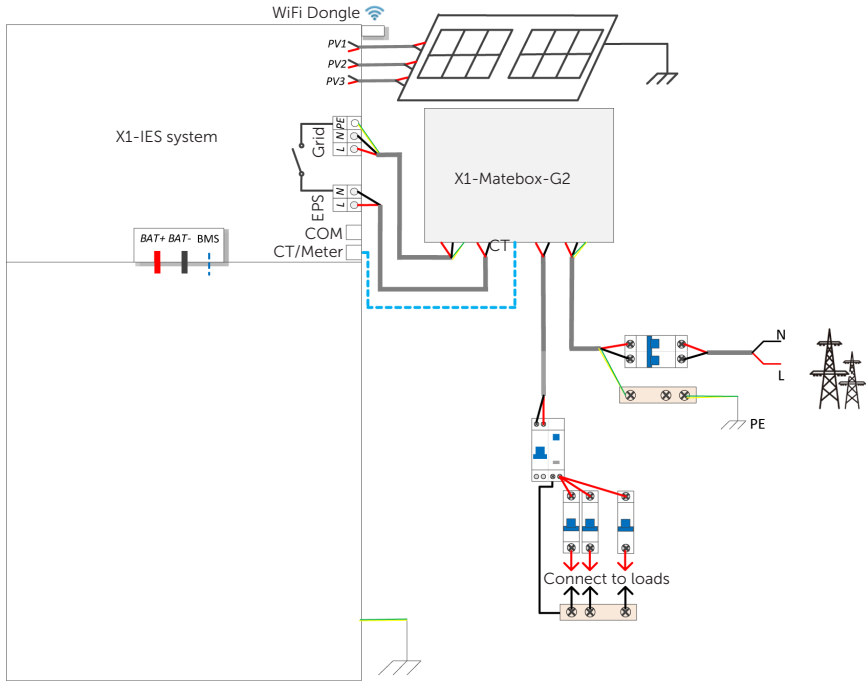 WiFi Dongle
PV1
PV2
PV3
X1-IES system
Grid
PE
N
L
X1-Matebox-G2
EPS
N
L
COM
CT/Meter
CT
BAT+ BAT- BMS
N
L
PE
Connect to loads